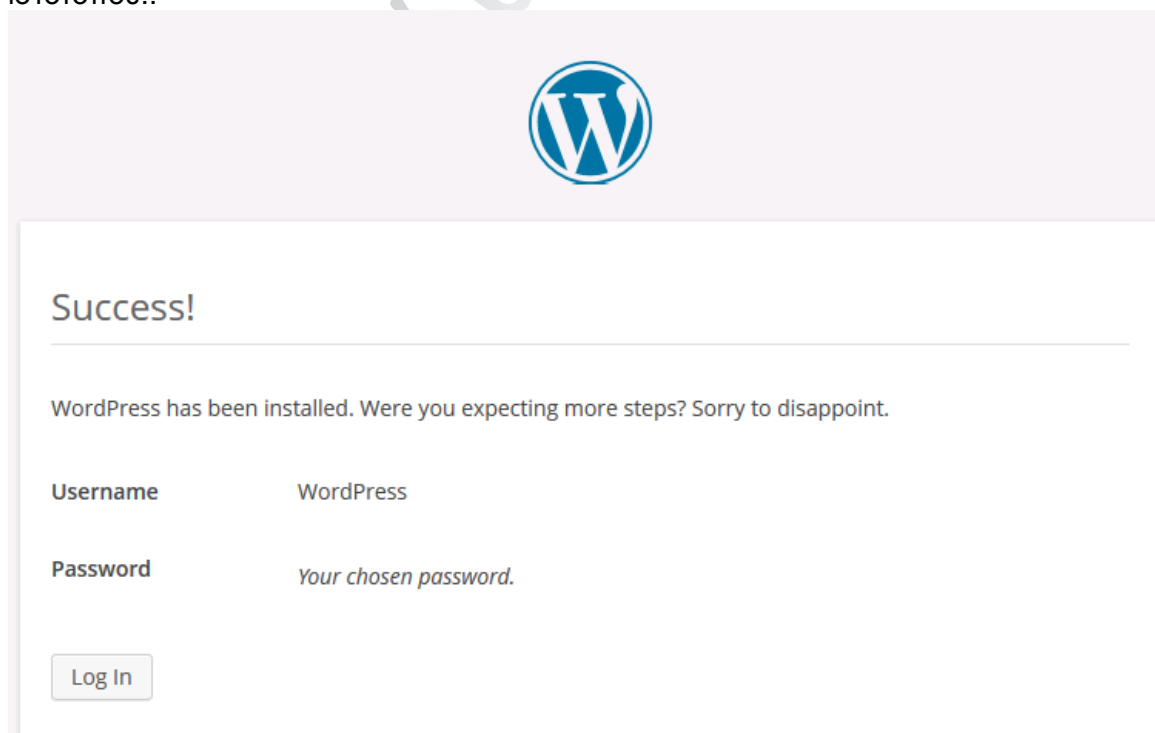 Success!
WordPress has been installed. Were you expecting more steps? Sorry to disappoint.
Username WordPress
Password Your chosen password.
Log In